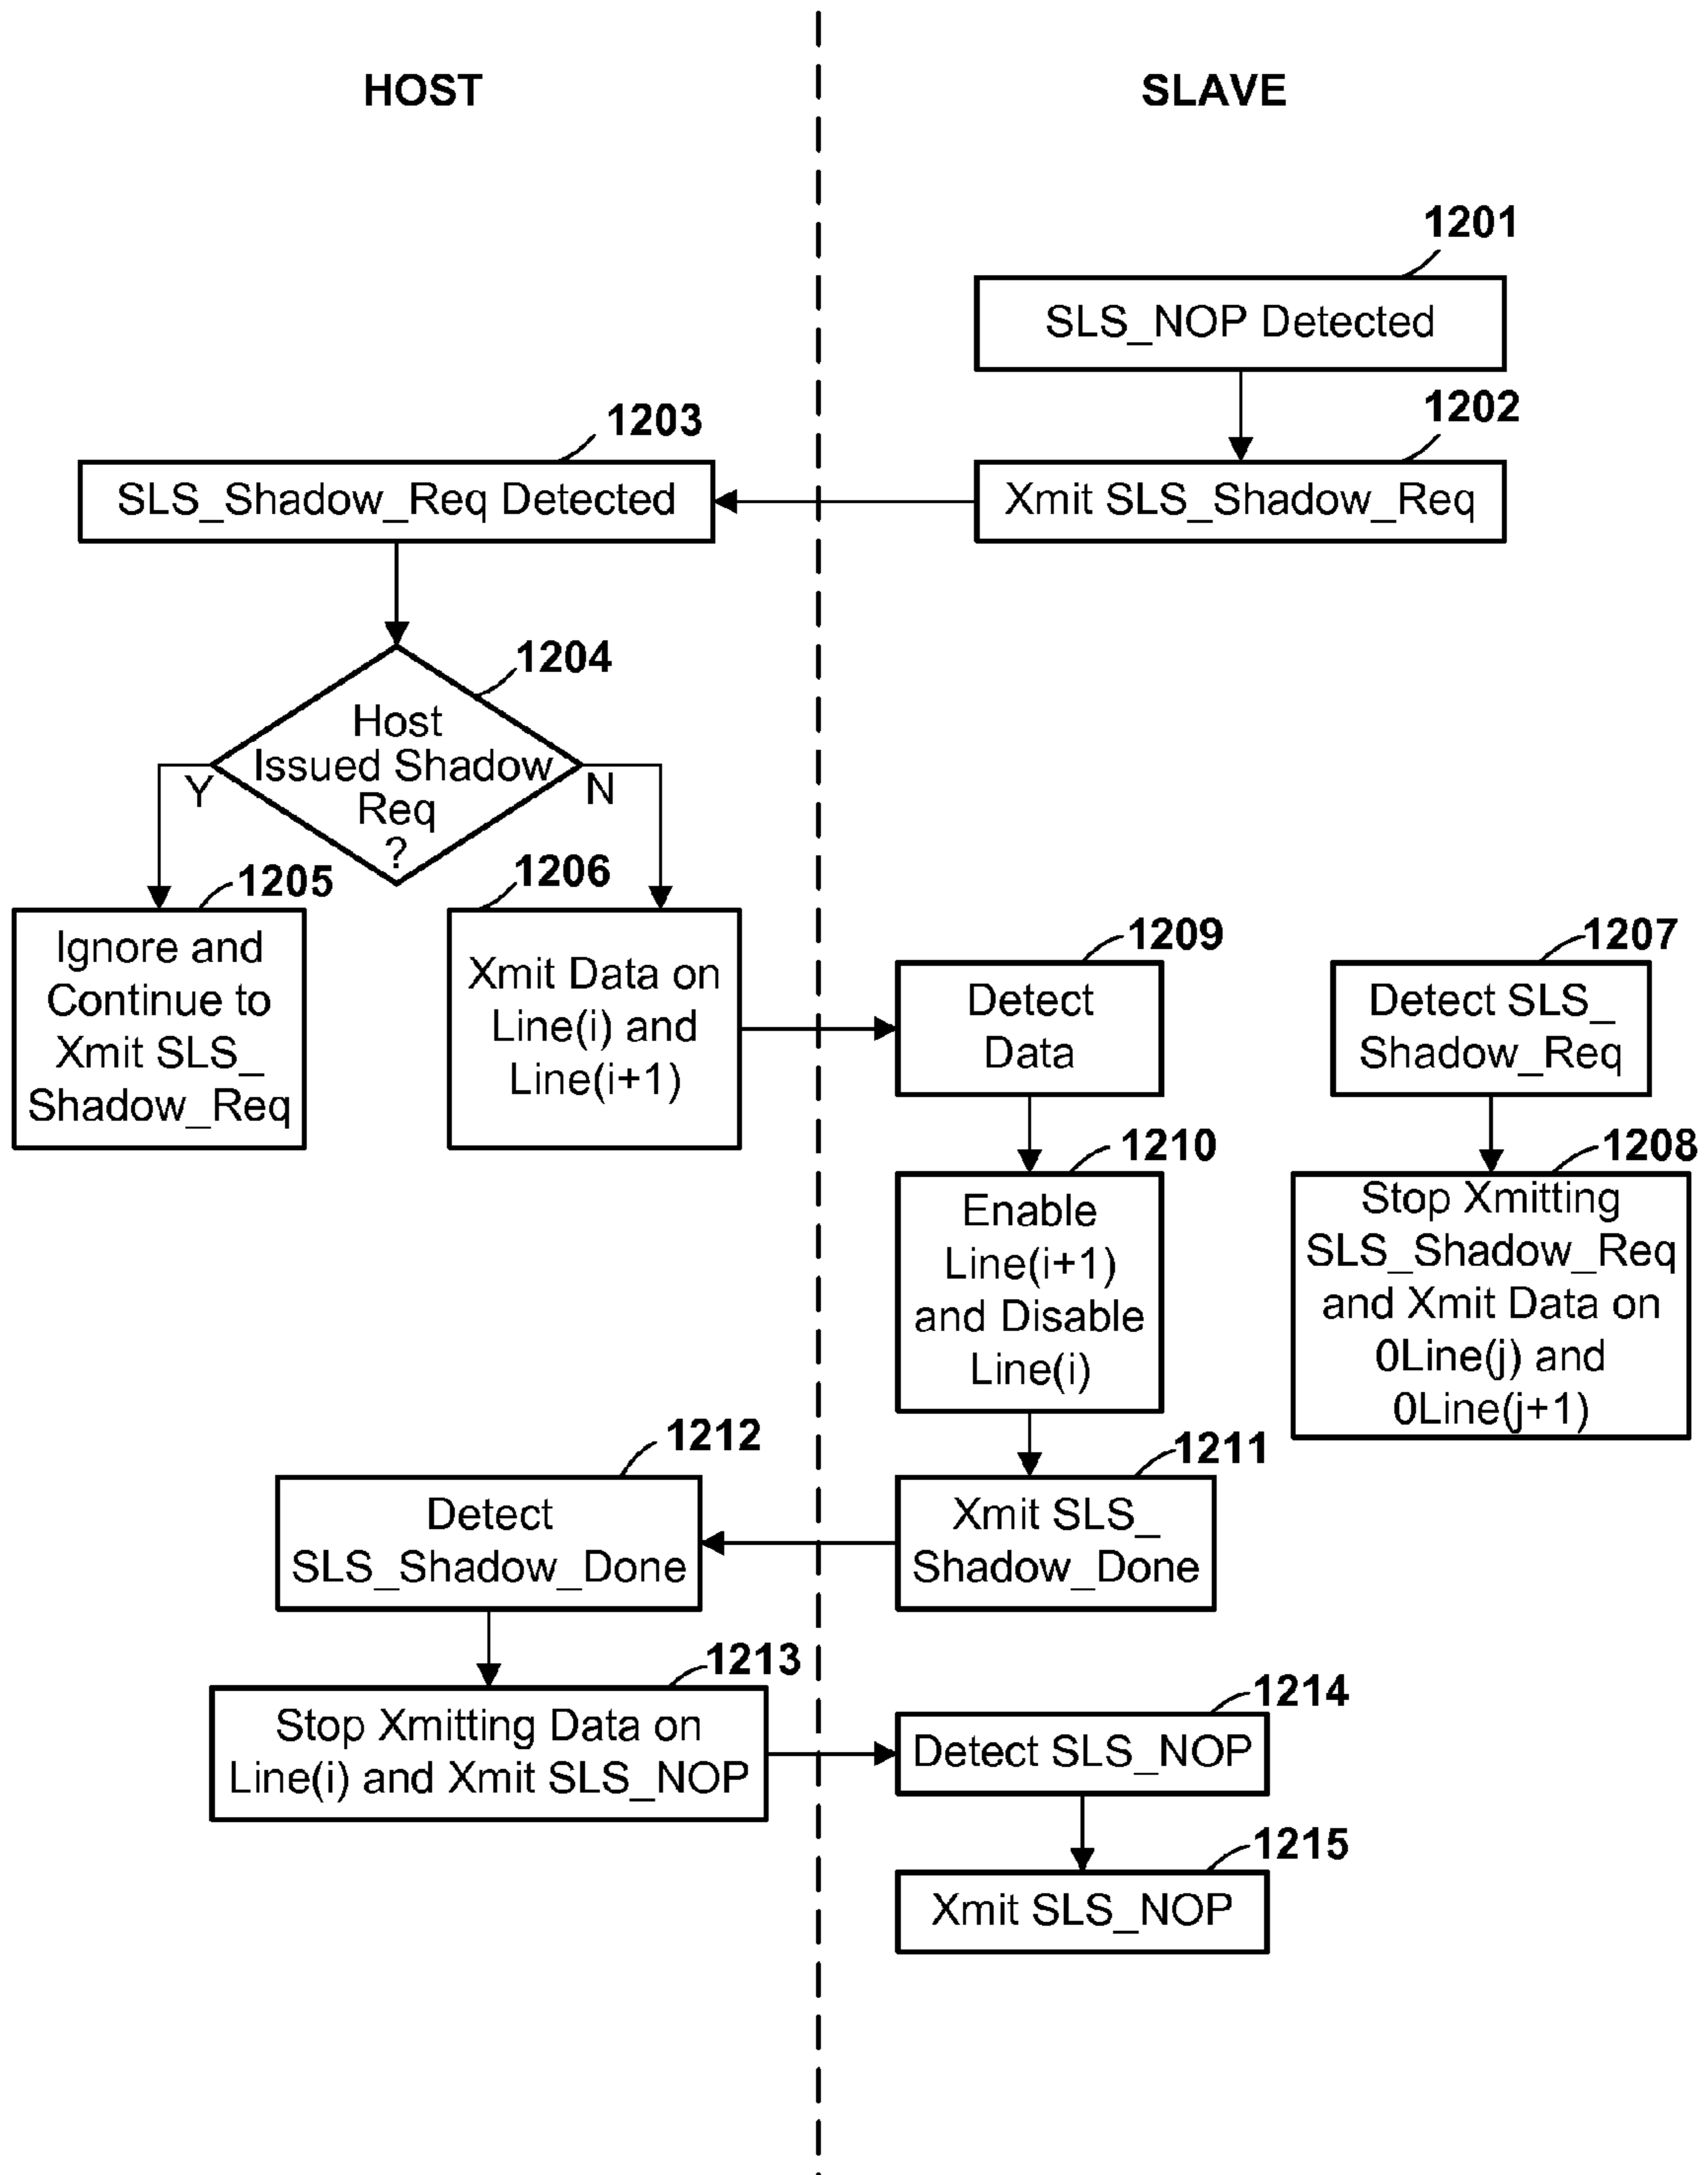 HOST
SLAVE
1201
SLS_NOP Detected
1202
Xmit SLS_Shadow_Req
1203
SLS_Shadow_Req Detected
1204
Host
Issued Shadow
Req
?
Y
N
1205
Ignore and
Continue to
Xmit SLS_
Shadow_Req
1206
Xmit Data on
Line(i) and
Line(i+1)
1209
Detect
Data
1207
Detect SLS_
Shadow_Req
1210
Enable
Line(i+1)
and Disable
Line(i)
1208
Stop Xmitting
SLS_Shadow_Req
and Xmit Data on
0Line(j) and
0Line(j+1)
1211
Xmit SLS_
Shadow_Done
1212
Detect
SLS_Shadow_Done
1213
Stop Xmitting Data on
Line(i) and Xmit SLS_NOP
1214
Detect SLS_NOP
1215
Xmit SLS_NOP